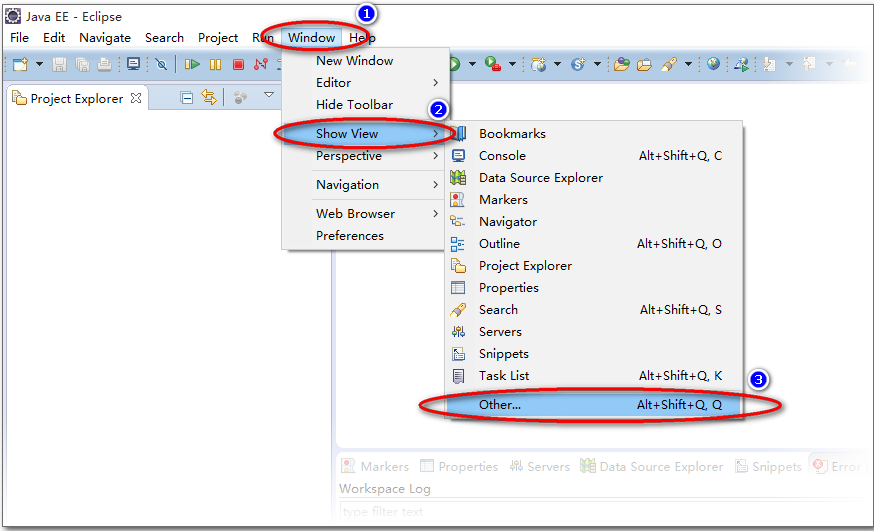 Java EE - Eclipse
1
File Edit Navigate Search Project Run Window Help
New Window
Editor
Hide Toolbar
2
Show View
Perspective
Navigation
Web Browser
Preferences
Project Explorer
Bookmarks
Console Alt+Shift+Q, C
Data Source Explorer
Markers
Navigator
Outline Alt+Shift+Q, O
Project Explorer
Properties
Search Alt+Shift+Q, S
Servers
Snippets
Task List Alt+Shift+Q, K
3
Other... Alt+Shift+Q, Q
Markers Properties Servers Data Source Explorer Snippets Error
Workspace Log
type filter text